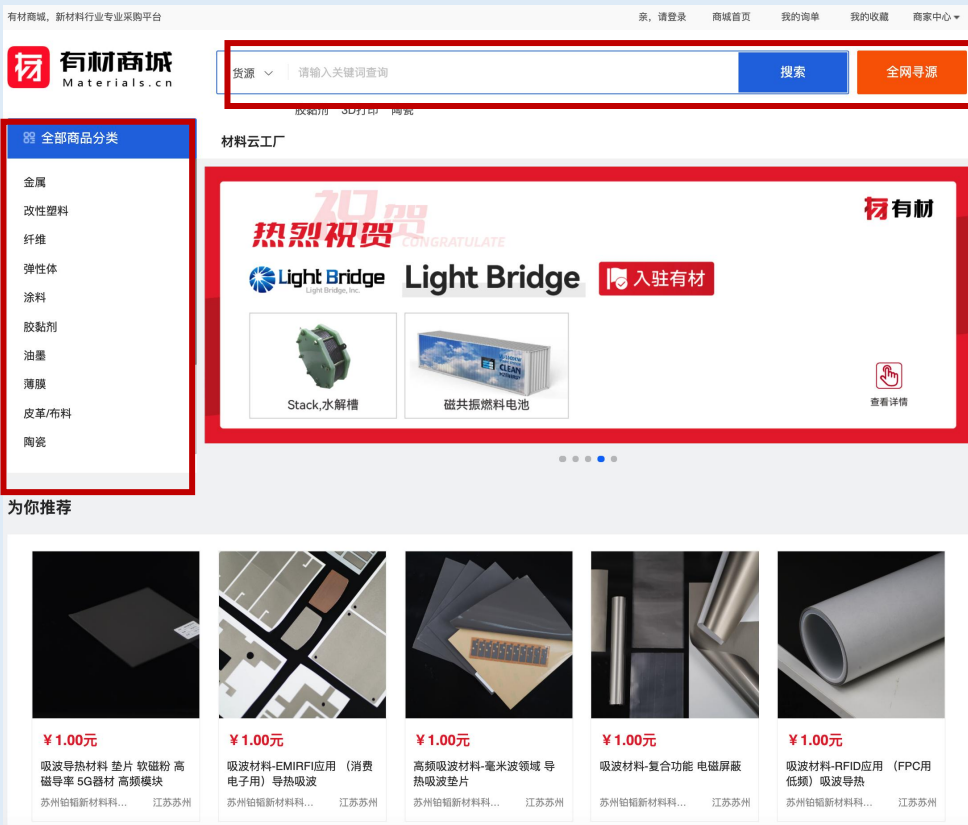 有材商城，新材料行业专业采购平台
亲，请登录 商城首页 我的询单 我的收藏 商家中心
有材商城
Materials.cn
货源 请输入关键词查询 搜索 全网寻源
胶黏剂 3D打印 陶瓷
全部商品分类
材料云工厂
金属
改性塑料
纤维
弹性体
涂料
胶黏剂
油墨
薄膜
皮革/布料
陶瓷
祝贺
热烈祝贺 CONGRATULATE
有材
Light Bridge
Light Bridge, Inc.
Light Bridge
入驻有材
CLEAN
Stack,水解槽
磁共振燃料电池
查看详情
为你推荐
￥1.00元
吸波导热材料 垫片 软磁粉 高
磁导率 5G器材 高频模块
苏州铂韬新材料科... 江苏苏州
￥1.00元
吸波材料-EMIRFI应用 （消费
电子用）导热吸波
苏州铂韬新材料科... 江苏苏州
￥1.00元
高频吸波材料-毫米波领域 导
热吸波垫片
苏州铂韬新材料科... 江苏苏州
￥1.00元
吸波材料-复合功能 电磁屏蔽
苏州铂韬新材料科... 江苏苏州
￥1.00元
吸波材料-RFID应用 （FPC用
低频）吸波导热
苏州铂韬新材料科... 江苏苏州